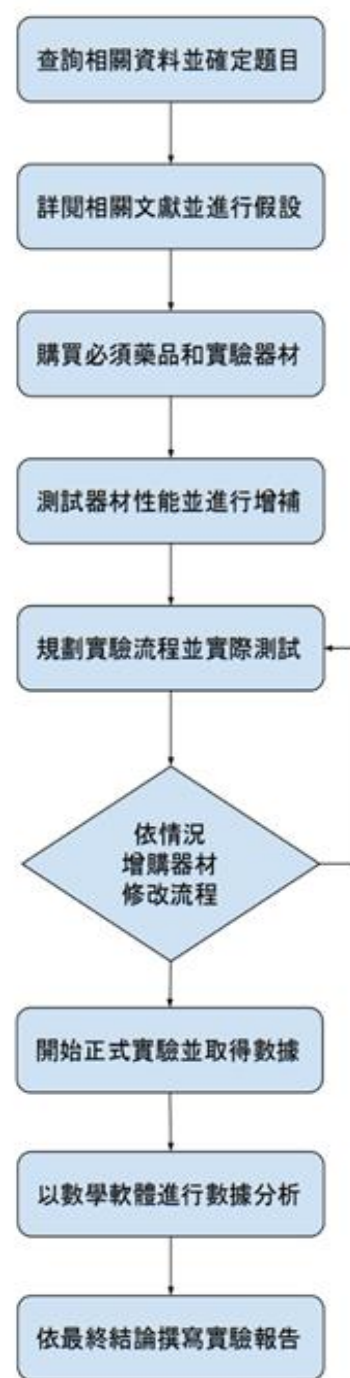 查詢相關資料並確定題目
詳閱相關文獻並進行假設
購買必須藥品和實驗器材
測試器材性能並進行增補
規劃實驗流程並實際測試
依情況
增購器材
修改流程
開始正式實驗並取得數據
以數學軟體進行數據分析
依最終結論撰寫實驗報告